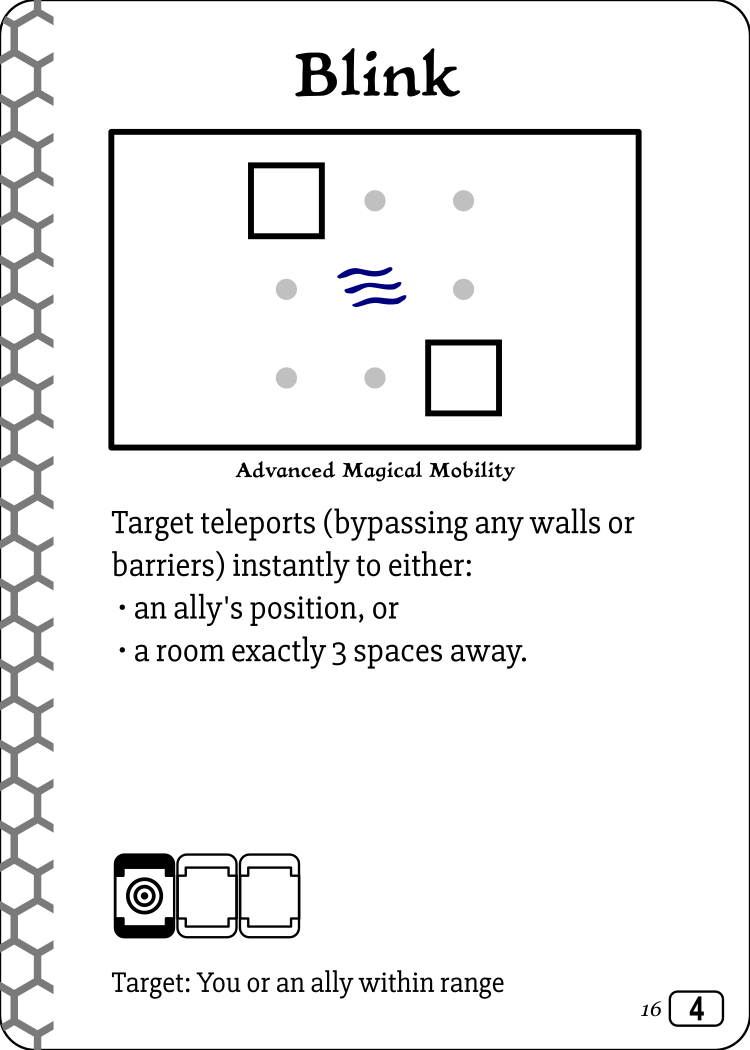 Blink
Advanced Magical Mobility
Target teleports (bypassing any walls or
barriers) instantly to either:
• an ally's position, or
• a room exactly 3 spaces away.
Target: You or an ally within range
16 4